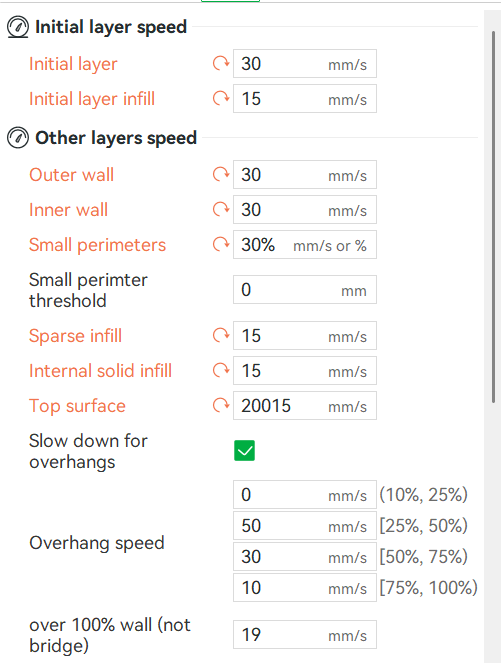 Initial layer speed
Initial layer 30 mm/s
Initial layer infill 15 mm/s
Other layers speed
Outer wall 30 mm/s
Inner wall 30 mm/s
Small perimeters 30% mm/s or %
Small perimter
threshold 0 mm
Sparse infill 15 mm/s
Internal solid infill 15 mm/s
Top surface 20015 mm/s
Slow down for
overhangs
Overhang speed
0 mm/s (10%, 25%)
50 mm/s [25%, 50%)
30 mm/s [50%, 75%)
10 mm/s [75%, 100%)
over 100% wall (not
bridge) 19 mm/s